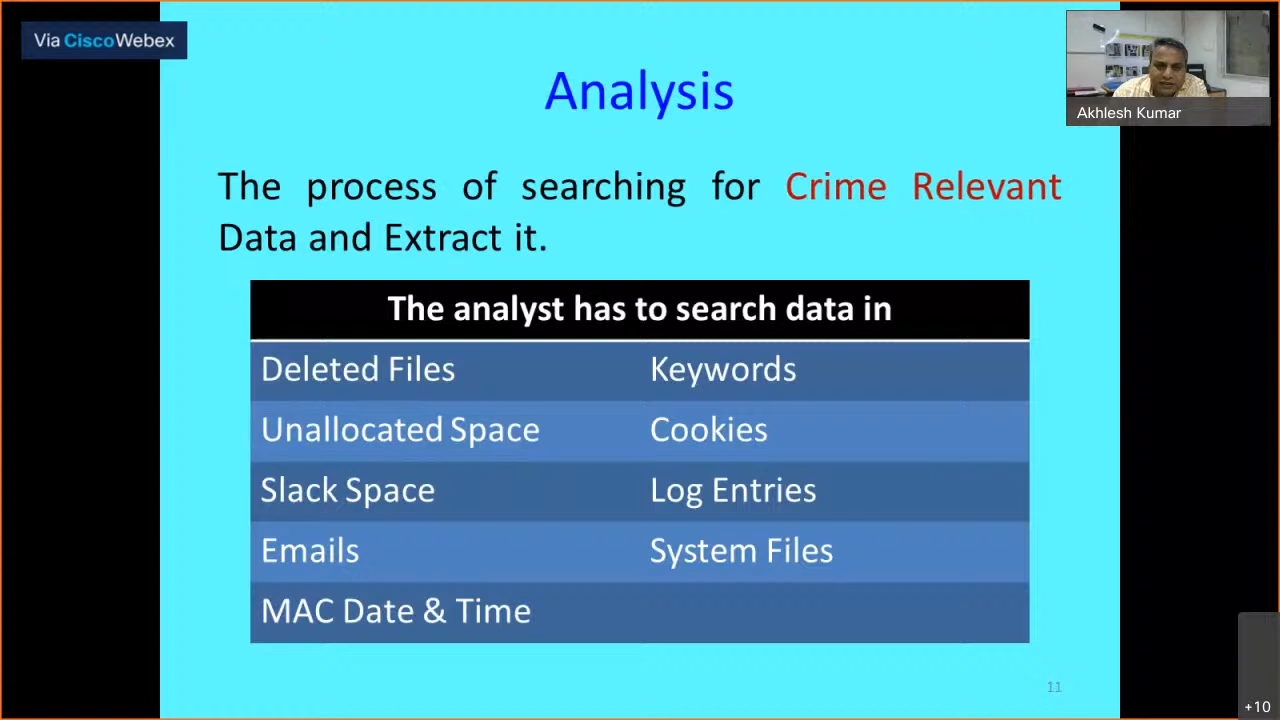 Via CiscoWebex
Akhlesh Kumar
Analysis
The process of searching for Crime Relevant
Data and Extract it.
The analyst has to search data in
Deleted Files Keywords
Unallocated Space Cookies
Slack Space Log Entries
Emails System Files
MAC Date & Time
11
+10